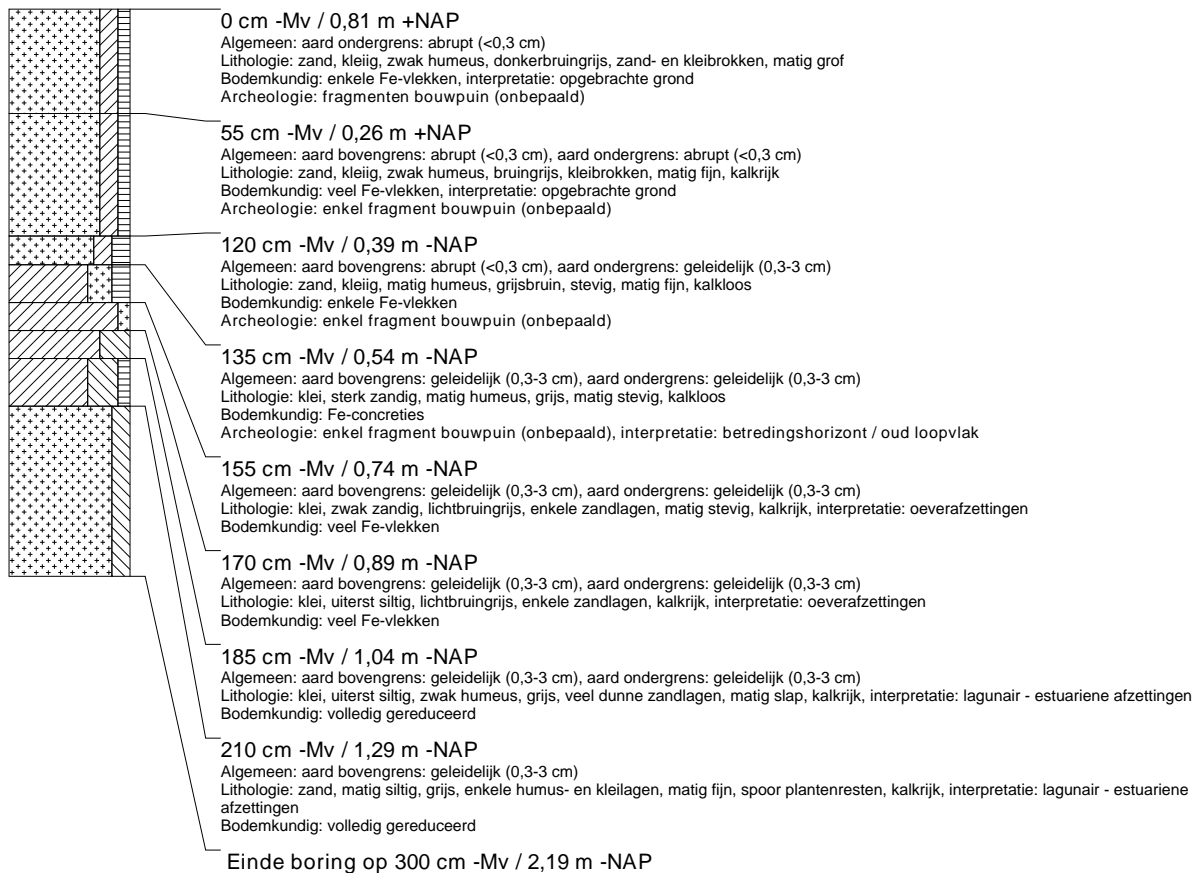 0 cm -Mv / 0,81 m +NAP
Algemeen: aard ondergrens: abrupt (<0,3 cm)
Lithologie: zand, kleiig, zwak humeus, donkerbruingrijs, zand- en kleibrokken, matig grof
Bodemkundig: enkele Fe-vlekken, interpretatie: opgebrachte grond
Archeologie: fragmenten bouwpuin (onbepaald)
55 cm -Mv / 0,26 m +NAP
Algemeen: aard bovengrens: abrupt (<0,3 cm), aard ondergrens: abrupt (<0,3 cm)
Lithologie: zand, kleiig, zwak humeus, bruingrijs, kleibrokken, matig fijn, kalkrijk
Bodemkundig: veel Fe-vlekken, interpretatie: opgebrachte grond
Archeologie: enkel fragment bouwpuin (onbepaald)
120 cm -Mv / 0,39 m -NAP
Algemeen: aard bovengrens: abrupt (<0,3 cm), aard ondergrens: geleidelijk (0,3-3 cm)
Lithologie: zand, kleiig, matig humeus, grijsbruin, stevig, matig fijn, kalkloos
Bodemkundig: enkele Fe-vlekken
Archeologie: enkel fragment bouwpuin (onbepaald)
135 cm -Mv / 0,54 m -NAP
Algemeen: aard bovengrens: geleidelijk (0,3-3 cm), aard ondergrens: geleidelijk (0,3-3 cm)
Lithologie: klei, sterk zandig, matig humeus, grijs, matig stevig, kalkloos
Bodemkundig: Fe-concreties
Archeologie: enkel fragment bouwpuin (onbepaald), interpretatie: betredingshorizont / oud loopvlak
155 cm -Mv / 0,74 m -NAP
Algemeen: aard bovengrens: geleidelijk (0,3-3 cm), aard ondergrens: geleidelijk (0,3-3 cm)
Lithologie: klei, zwak zandig, lichtbruingrijs, enkele zandlagen, matig stevig, kalkrijk, interpretatie: oeverafzettingen
Bodemkundig: veel Fe-vlekken
170 cm -Mv / 0,89 m -NAP
Algemeen: aard bovengrens: geleidelijk (0,3-3 cm), aard ondergrens: geleidelijk (0,3-3 cm)
Lithologie: klei, uiterst siltig, lichtbruingrijs, enkele zandlagen, kalkrijk, interpretatie: oeverafzettingen
Bodemkundig: veel Fe-vlekken
185 cm -Mv / 1,04 m -NAP
Algemeen: aard bovengrens: geleidelijk (0,3-3 cm), aard ondergrens: geleidelijk (0,3-3 cm)
Lithologie: klei, uiterst siltig, zwak humeus, grijs, veel dunne zandlagen, matig slap, kalkrijk, interpretatie: lagunair - estuariene afzettingen
Bodemkundig: volledig gereduceerd
210 cm -Mv / 1,29 m -NAP
Algemeen: aard bovengrens: geleidelijk (0,3-3 cm)
Lithologie: zand, matig siltig, grijs, enkele humus- en kleilagen, matig fijn, spoor plantenresten, kalkrijk, interpretatie: lagunair - estuariene
afzettingen
Bodemkundig: volledig gereduceerd
Einde boring op 300 cm -Mv / 2,19 m -NAP